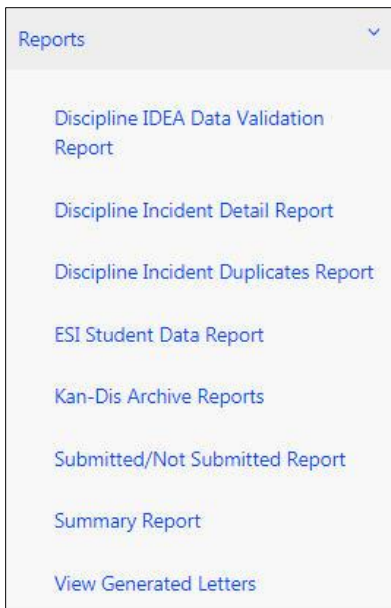 Reports
Discipline IDEA Data Validation
Report
Discipline Incident Detail Report
Discipline Incident Duplicates Report
ESI Student Data Report
Kan-Dis Archive Reports
Submitted/Not Submitted Report
Summary Report
View Generated Letters